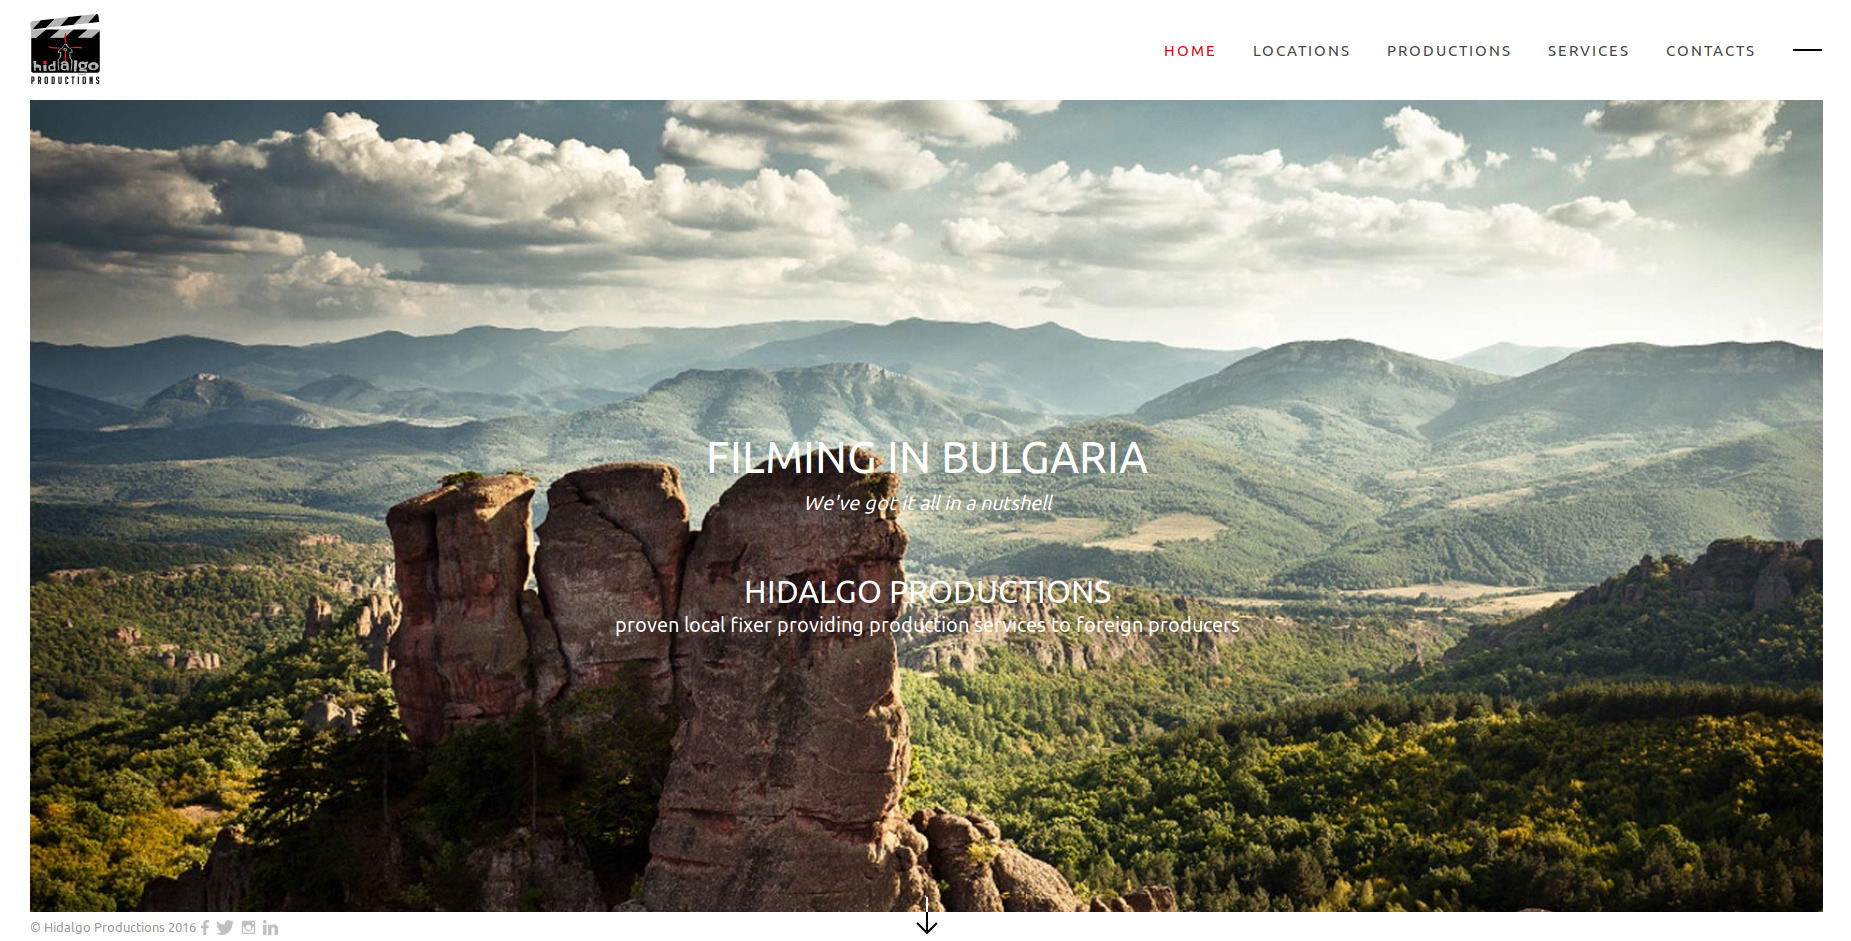 hidalgo
PRODUCTIONS
HOME LOCATIONS PRODUCTIONS SERVICES CONTACTS
FILMING IN BULGARIA
We've got it all in a nutshell
HIDALGO PRODUCTIONS
proven local fixer providing production services to foreign producers
© Hidalgo Productions 2016